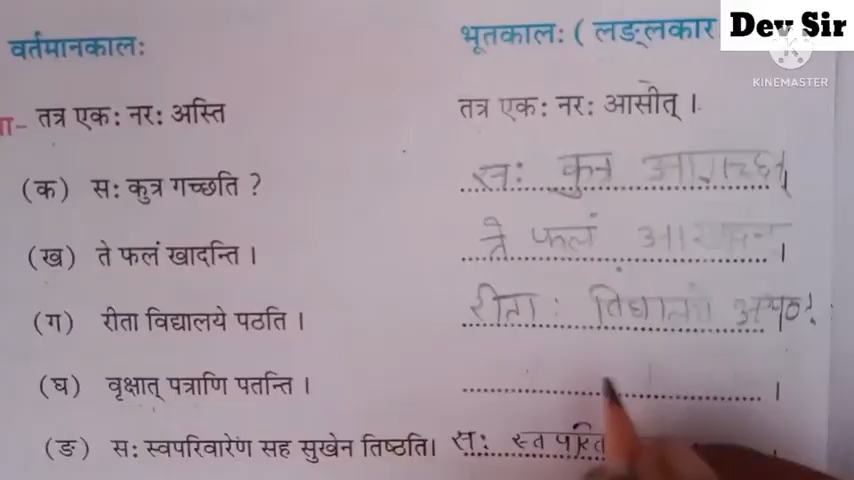 वर्तमानकालः भूतकालः ( लङ्लकार Dev Sir
KINEMASTER
ा- तत्र एकः नरः अस्ति तत्र एकः नरः आसीत् ।
(क) सः कुत्र गच्छति ? सः कुत्र
(ख) ते फलं खादन्ति । ते फलं
(ग) रीता विद्यालये पठति । रीता :
(घ) वृक्षात् पत्राणि पतन्ति ।
(ङ) सः स्वपरिवारेण सह सुखेन तिष्ठति। सः